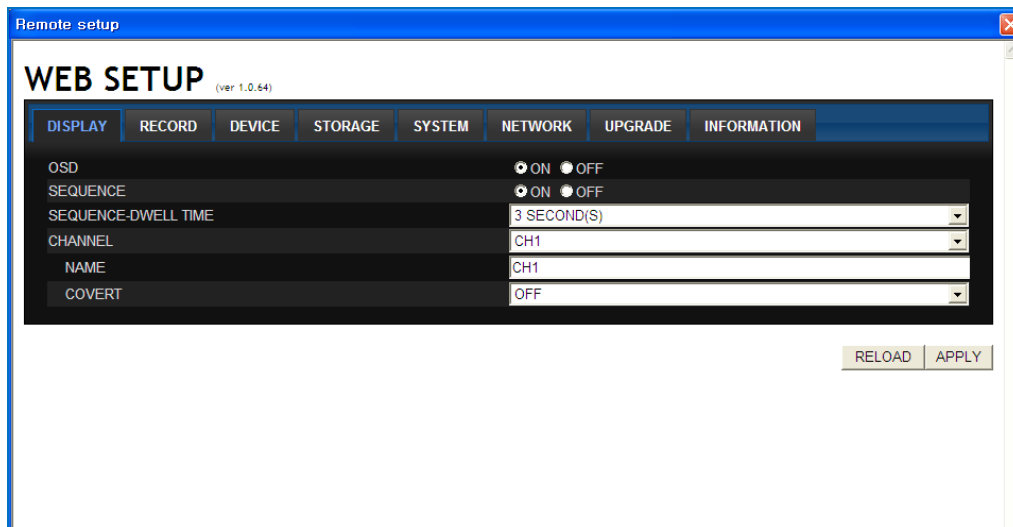 Remote setup
WEB SETUP (ver 1.0.64)
DISPLAY RECORD DEVICE STORAGE SYSTEM NETWORK UPGRADE INFORMATION
OSD ON OFF
SEQUENCE ON OFF
SEQUENCE-DWELL TIME 3 SECOND(S)
CHANNEL CH1
NAME CH1
COVERT OFF
RELOAD APPLY